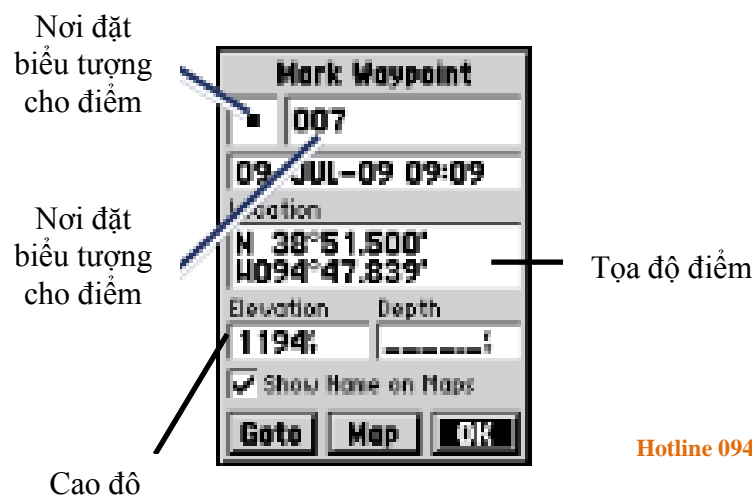 Nơi đặt
biểu tượng
cho điểm
Mark Waypoint
007
09-JUL-09 09:09
Location
N 38°51.500'
W094°47.839'
Nơi đặt
biểu tượng
cho điểm
Tọa độ điểm
Elevation Depth
1194
Show Name on Maps
Goto Map OK
Hotline 094
Cao đô